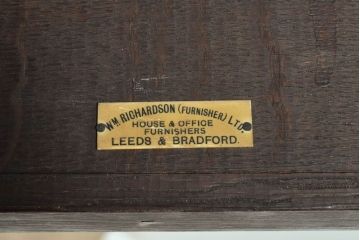 WM. RICHARDSON (FURNISHER) LTD.
HOUSE & OFFICE
FURNISHERS
LEEDS & BRADFORD.